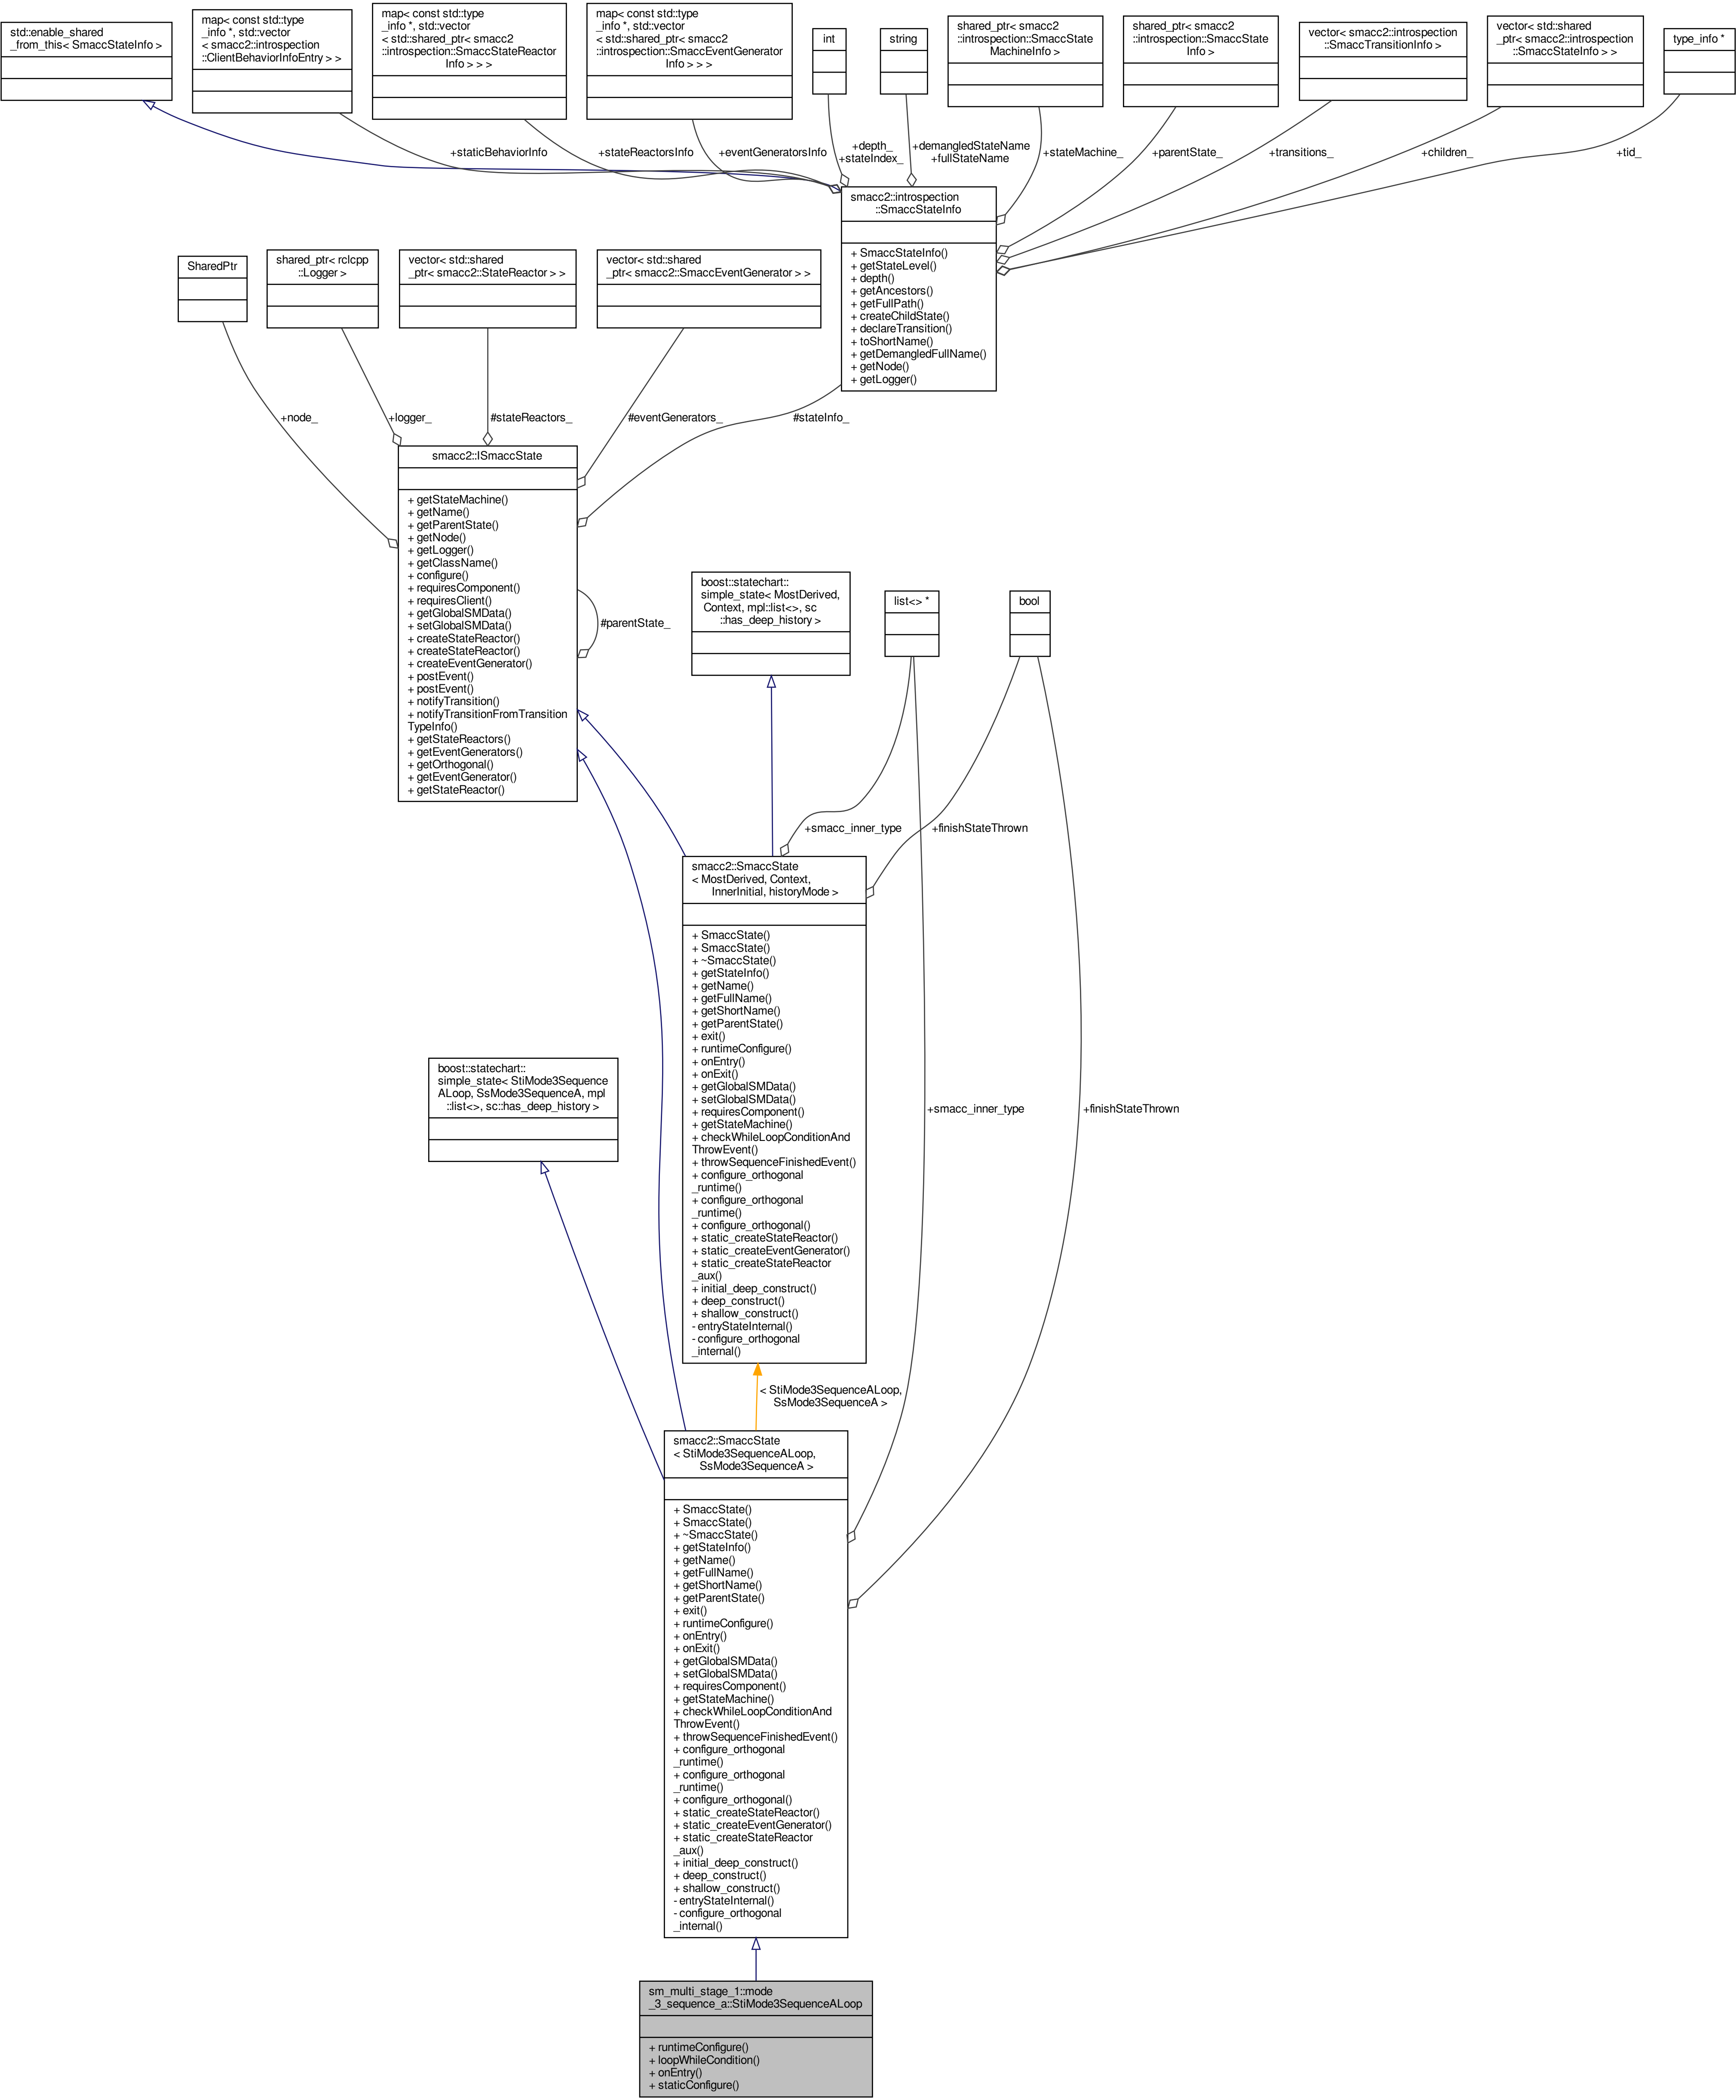 std::enable_shared
_from_this< SmaccStateInfo >
map< const std::type
_info *, std::vector
< smacc2::introspection
::ClientBehaviorInfoEntry > >
map< const std::type
_info *, std::vector
< std::shared_ptr< smacc2
::introspection::SmaccStateReactor
Info > > >
map< const std::type
_info *, std::vector
< std::shared_ptr< smacc2
::introspection::SmaccEventGenerator
Info > > >
int
string
shared_ptr< smacc2
::introspection::SmaccState
MachineInfo >
shared_ptr< smacc2
::introspection::SmaccState
Info >
vector< smacc2::introspection
::SmaccTransitionInfo >
vector< std::shared
_ptr< smacc2::introspection
::SmaccStateInfo > >
type_info *
+staticBehaviorInfo
+stateReactorsInfo
+eventGeneratorsInfo
+depth_
+stateIndex_
+demangledStateName
+fullStateName
+stateMachine_
+parentState_
+transitions_
+children_
+tid_
smacc2::introspection
::SmaccStateInfo
+ SmaccStateInfo()
+ getStateLevel()
+ depth()
+ getAncestors()
+ getFullPath()
+ createChildState()
+ declareTransition()
+ toShortName()
+ getDemangledFullName()
+ getNode()
+ getLogger()
SharedPtr
shared_ptr< rclcpp
::Logger >
vector< std::shared
_ptr< smacc2::StateReactor > >
vector< std::shared
_ptr< smacc2::SmaccEventGenerator > >
+node_
+logger_
#stateReactors_
#eventGenerators_
#stateInfo_
smacc2::ISmaccState
+ getStateMachine()
+ getName()
+ getParentState()
+ getNode()
+ getLogger()
+ getClassName()
+ configure()
+ requiresComponent()
+ requiresClient()
+ getGlobalSMData()
+ setGlobalSMData()
+ createStateReactor()
+ createStateReactor()
+ createEventGenerator()
+ postEvent()
+ postEvent()
+ notifyTransition()
+ notifyTransitionFromTransition
TypeInfo()
+ getStateReactors()
+ getEventGenerators()
+ getOrthogonal()
+ getEventGenerator()
+ getStateReactor()
#parentState_
boost::statechart::
simple_state< MostDerived,
Context, mpl::list<>, sc
::has_deep_history >
list<> *
bool
+smacc_inner_type
+finishStateThrown
smacc2::SmaccState
< MostDerived, Context,
InnerInitial, historyMode >
+ SmaccState()
+ SmaccState()
+ ~SmaccState()
+ getStateInfo()
+ getName()
+ getFullName()
+ getShortName()
+ getParentState()
+ exit()
+ runtimeConfigure()
+ onEntry()
+ onExit()
+ getGlobalSMData()
+ setGlobalSMData()
+ requiresComponent()
+ getStateMachine()
+ checkWhileLoopConditionAnd
ThrowEvent()
+ throwSequenceFinishedEvent()
+ configure_orthogonal
_runtime()
+ configure_orthogonal
_runtime()
+ configure_orthogonal()
+ static_createStateReactor()
+ static_createEventGenerator()
+ static_createStateReactor
_aux()
+ initial_deep_construct()
+ deep_construct()
+ shallow_construct()
- entryStateInternal()
- configure_orthogonal
_internal()
boost::statechart::
simple_state< StiMode3Sequence
ALoop, SsMode3SequenceA, mpl
::list<>, sc::has_deep_history >
+smacc_inner_type
+finishStateThrown
< StiMode3SequenceALoop,
SsMode3SequenceA >
smacc2::SmaccState
< StiMode3SequenceALoop,
SsMode3SequenceA >
+ SmaccState()
+ SmaccState()
+ ~SmaccState()
+ getStateInfo()
+ getName()
+ getFullName()
+ getShortName()
+ getParentState()
+ exit()
+ runtimeConfigure()
+ onEntry()
+ onExit()
+ getGlobalSMData()
+ setGlobalSMData()
+ requiresComponent()
+ getStateMachine()
+ checkWhileLoopConditionAnd
ThrowEvent()
+ throwSequenceFinishedEvent()
+ configure_orthogonal
_runtime()
+ configure_orthogonal
_runtime()
+ configure_orthogonal()
+ static_createStateReactor()
+ static_createEventGenerator()
+ static_createStateReactor
_aux()
+ initial_deep_construct()
+ deep_construct()
+ shallow_construct()
- entryStateInternal()
- configure_orthogonal
_internal()
sm_multi_stage_1::mode
_3_sequence_a::StiMode3SequenceALoop
+ runtimeConfigure()
+ loopWhileCondition()
+ onEntry()
+ staticConfigure()